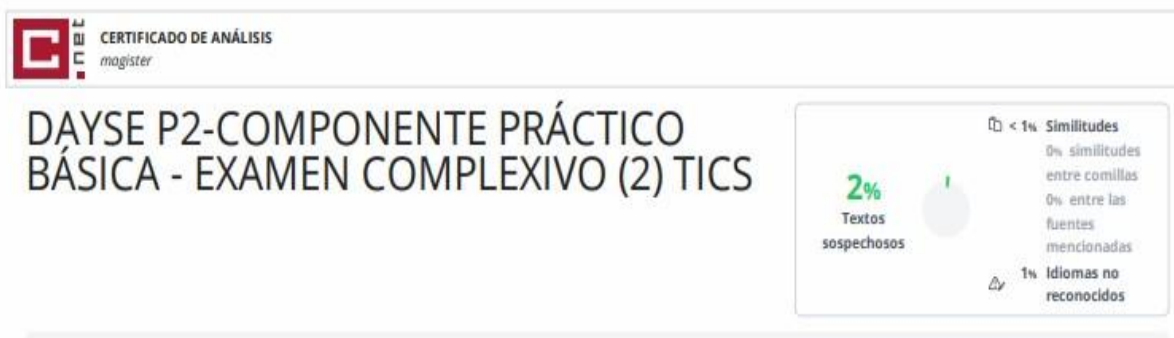 .net
CERTIFICADO DE ANÁLISIS
magister
DAYSE P2-COMPONENTE PRÁCTICO
BÁSICA - EXAMEN COMPLEXIVO (2) TICS
2%
Textos
sospechosos
< 1% Similitudes
0% similitudes
entre comillas
0% entre las
fuentes
mencionadas
1% Idiomas no
reconocidos